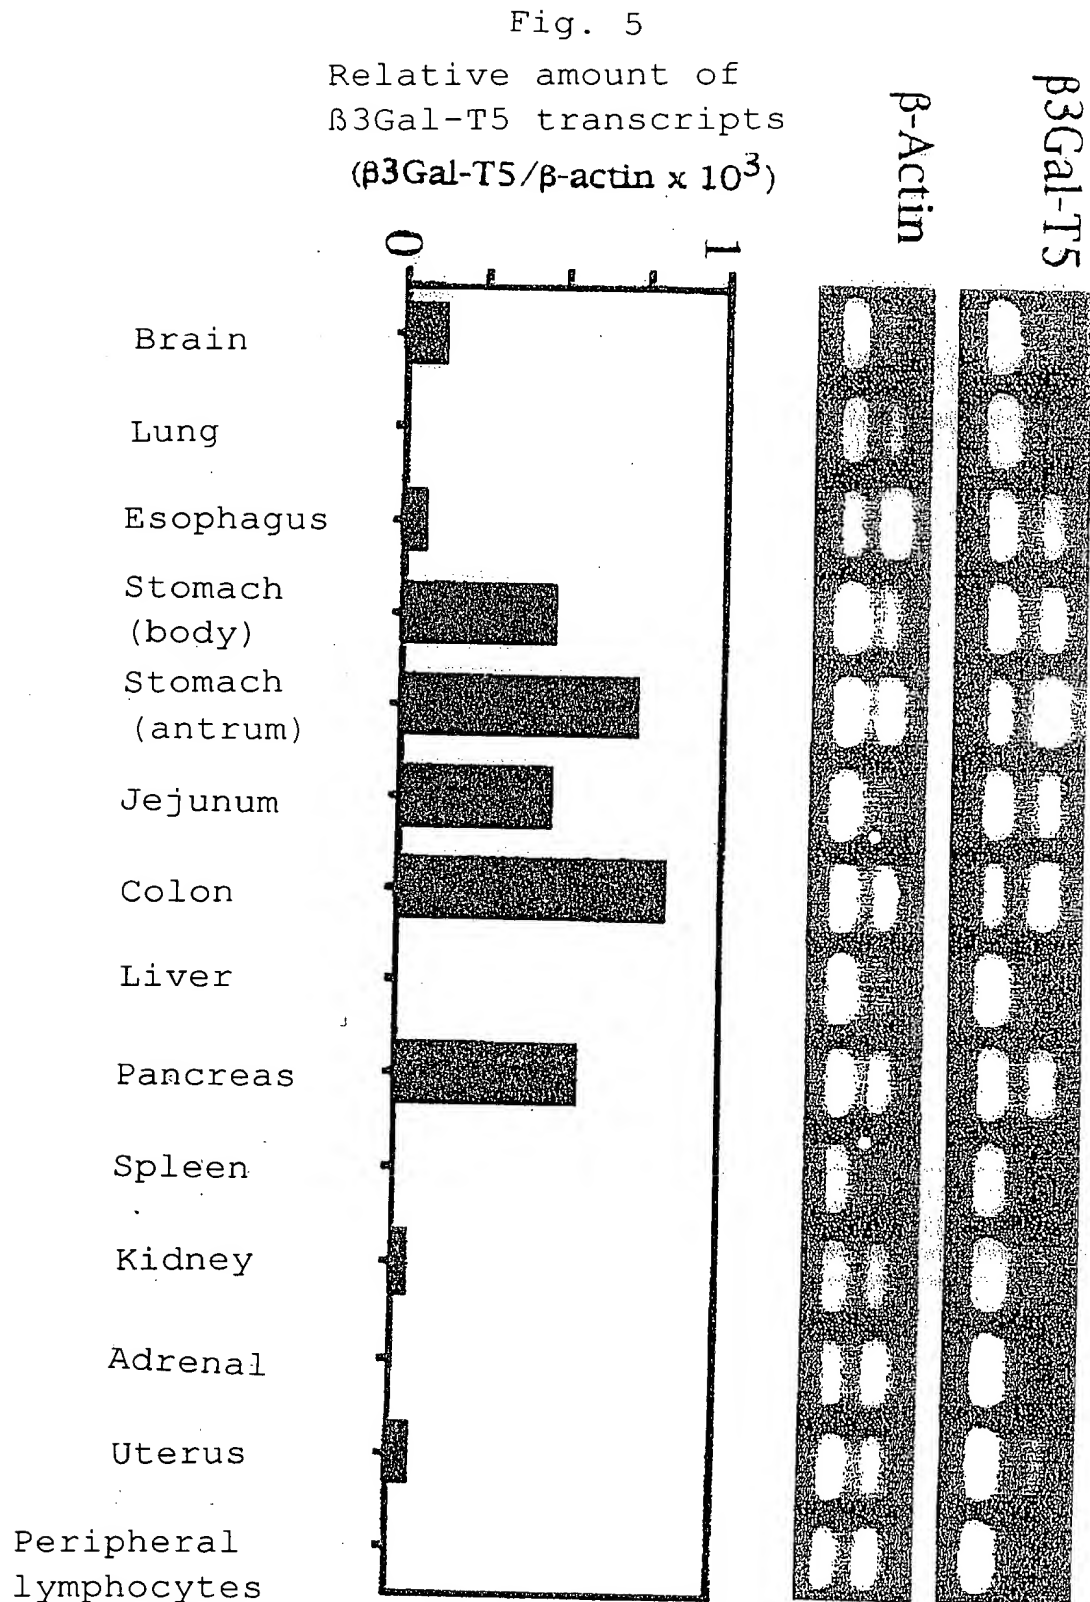 Fig. 5
Relative amount of
ß3Gal-T5 transcripts
(β3Gal-T5/β-actin x 10³)
β-Actin
β3Gal-T5
0
1
Brain
Lung
Esophagus
Stomach
(body)
Stomach
(antrum)
Jejunum
Colon
Liver
Pancreas
Spleen
Kidney
Adrenal
Uterus
Peripheral
lymphocytes